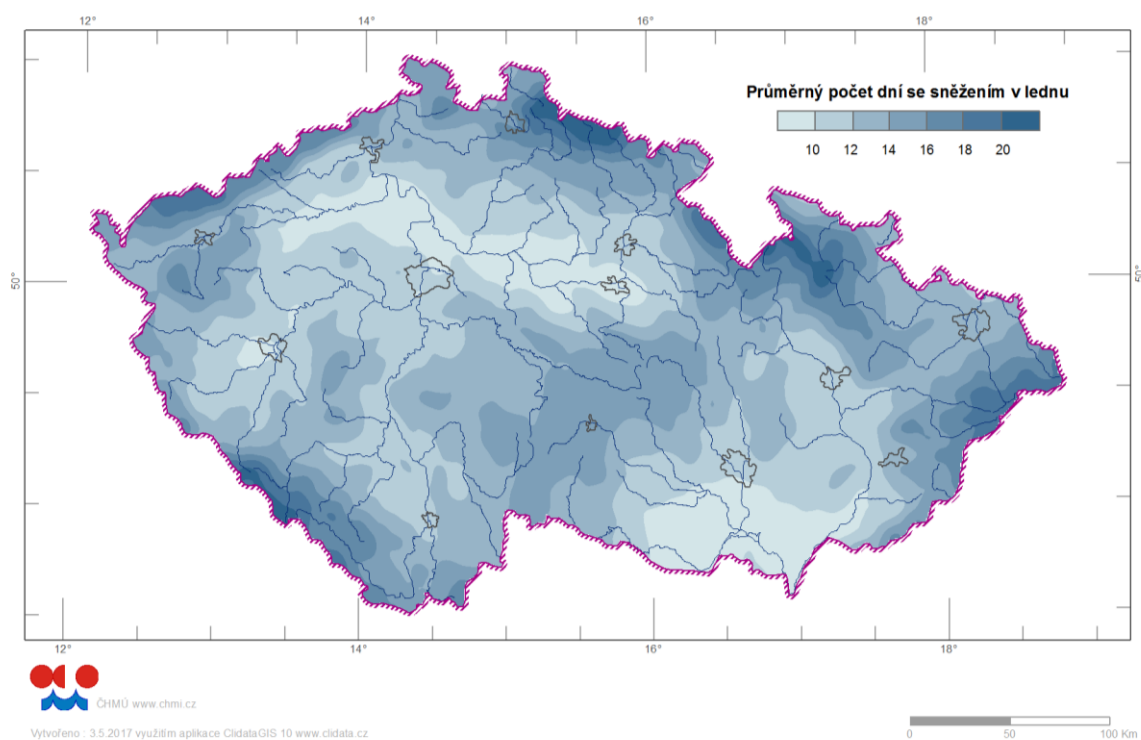 12° 14° 16° 18°
Průměrný počet dní se sněžením v lednu
10 12 14 16 18 20
50° 50°
12° 14° 16° 18°
ČHMÚ www.chmi.cz
Vytvořeno : 3.5.2017 využitím aplikace ClidataGIS 10 www.clidata.cz
0 50 100 Km